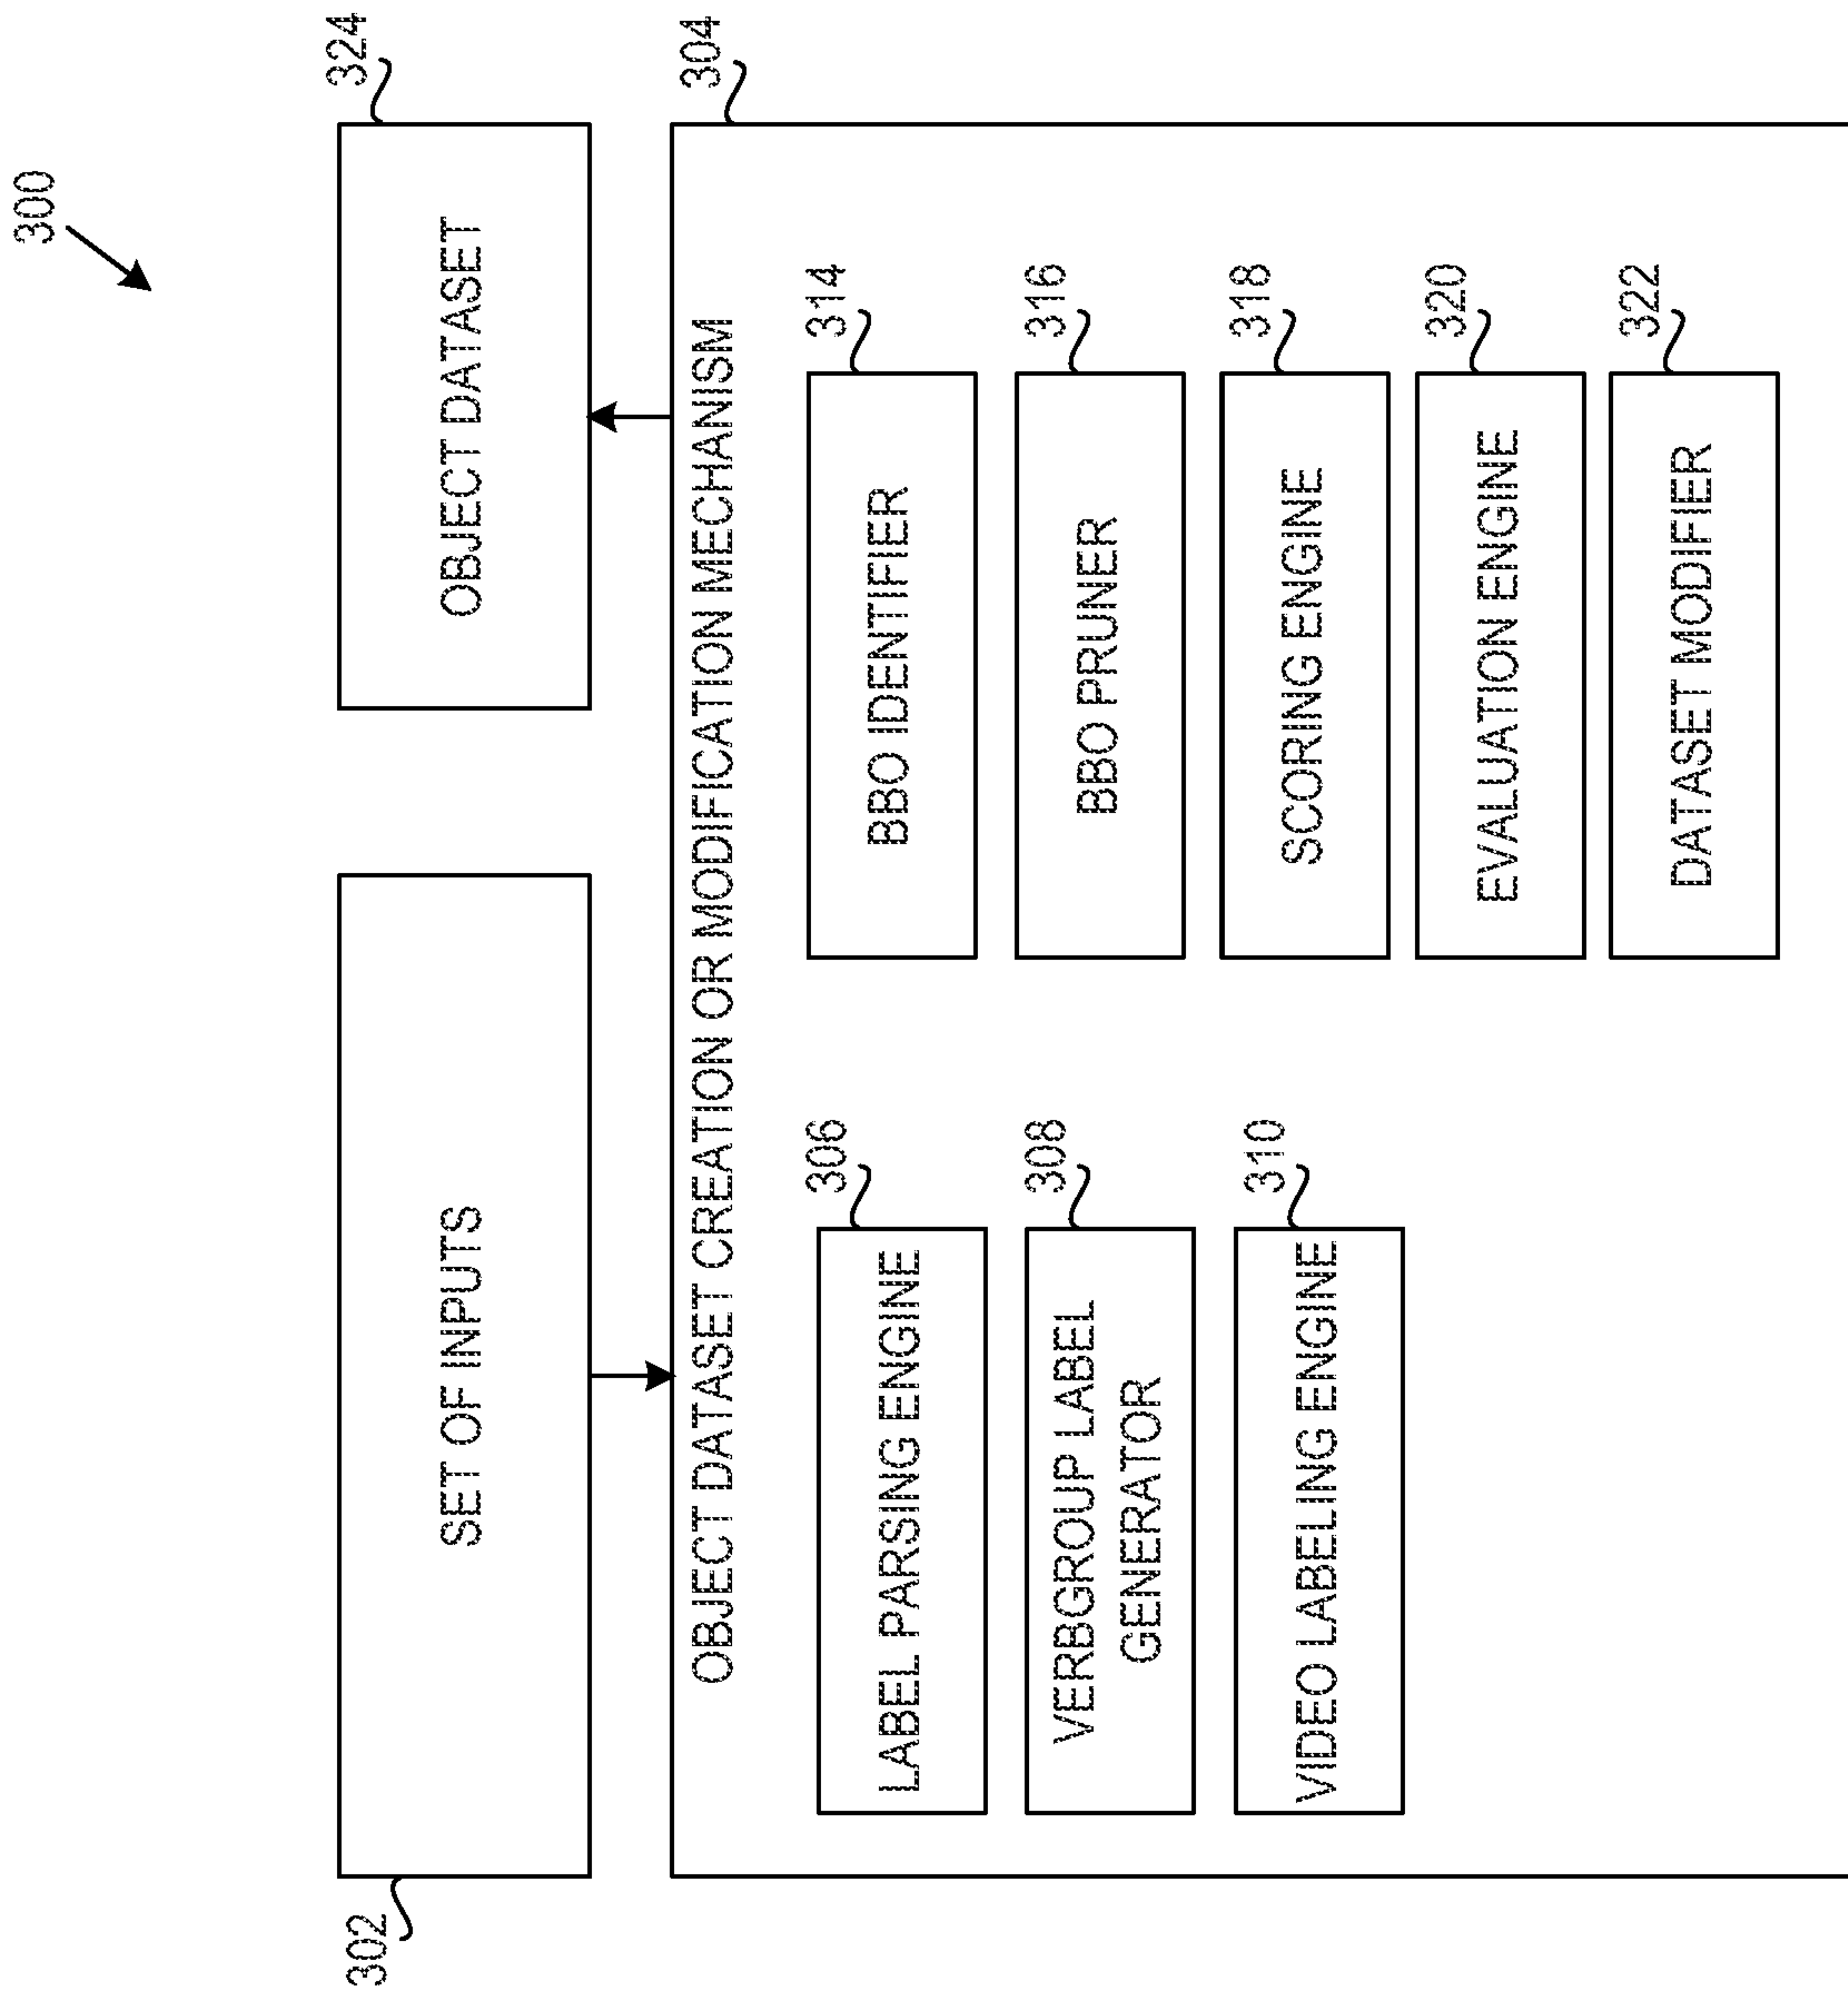 300
SET OF INPUTS
302
OBJECT DATASET
324
304
OBJECT DATASET CREATION OR MODIFICATION MECHANISM
306
LABEL PARSING ENGINE
308
VERBGROUP LABEL
GENERATOR
310
VIDEO LABELING ENGINE
314
BBO IDENTIFIER
316
BBO PRUNER
318
SCORING ENGINE
320
EVALUATION ENGINE
322
DATASET MODIFIER